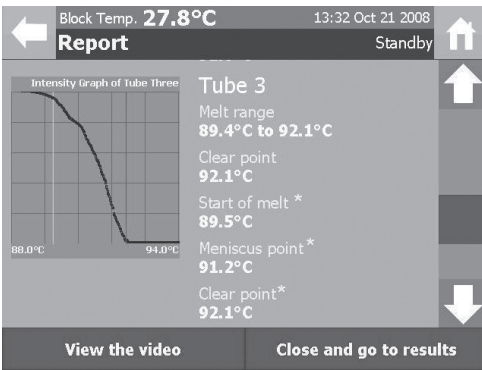 Block Temp. 27.8°C
13:32 Oct 21 2008
Report
Standby
Intensity Graph of Tube Three
88.0°C
94.0°C
Tube 3
Melt range
89.4°C to 92.1°C
Clear point
92.1°C
Start of melt *
89.5°C
Meniscus point*
91.2°C
Clear point*
92.1°C
View the video
Close and go to results